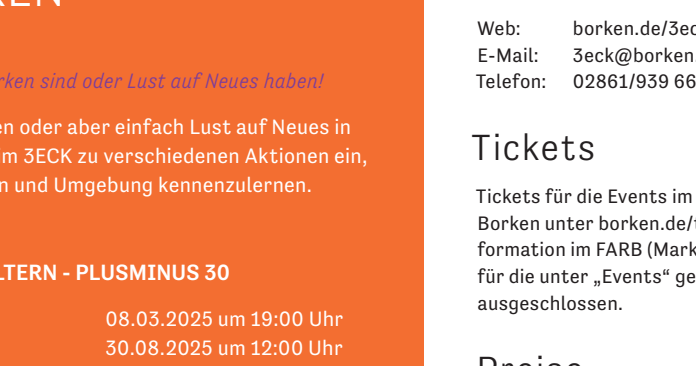 rken sind oder Lust auf Neues haben!
en oder aber einfach Lust auf Neues in
im 3ECK zu verschiedenen Aktionen ein,
n und Umgebung kennenzulernen.
LTERN - PLUSMINUS 30
08.03.2025 um 19:00 Uhr
30.08.2025 um 12:00 Uhr
Web: borken.de/3ec
E-Mail: 3eck@borken.
Telefon: 02861/939 66
Tickets
Tickets für die Events im
Borken unter borken.de/
formation im FARB (Mark
für die unter „Events“ ge
ausgeschlossen.
Preise